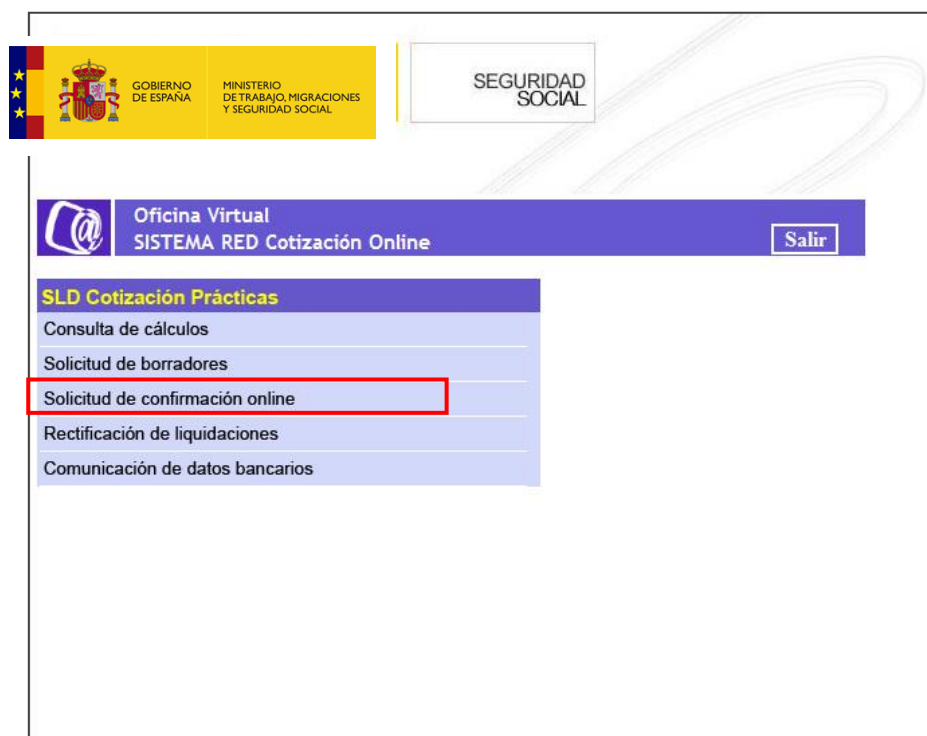 GOBIERNO
DE ESPAÑA
MINISTERIO
DE TRABAJO, MIGRACIONES
Y SEGURIDAD SOCIAL
SEGURIDAD
SOCIAL
Oficina Virtual
SISTEMA RED Cotización Online
Salir
SLD Cotización Prácticas
Consulta de cálculos
Solicitud de borradores
Solicitud de confirmación online
Rectificación de liquidaciones
Comunicación de datos bancarios